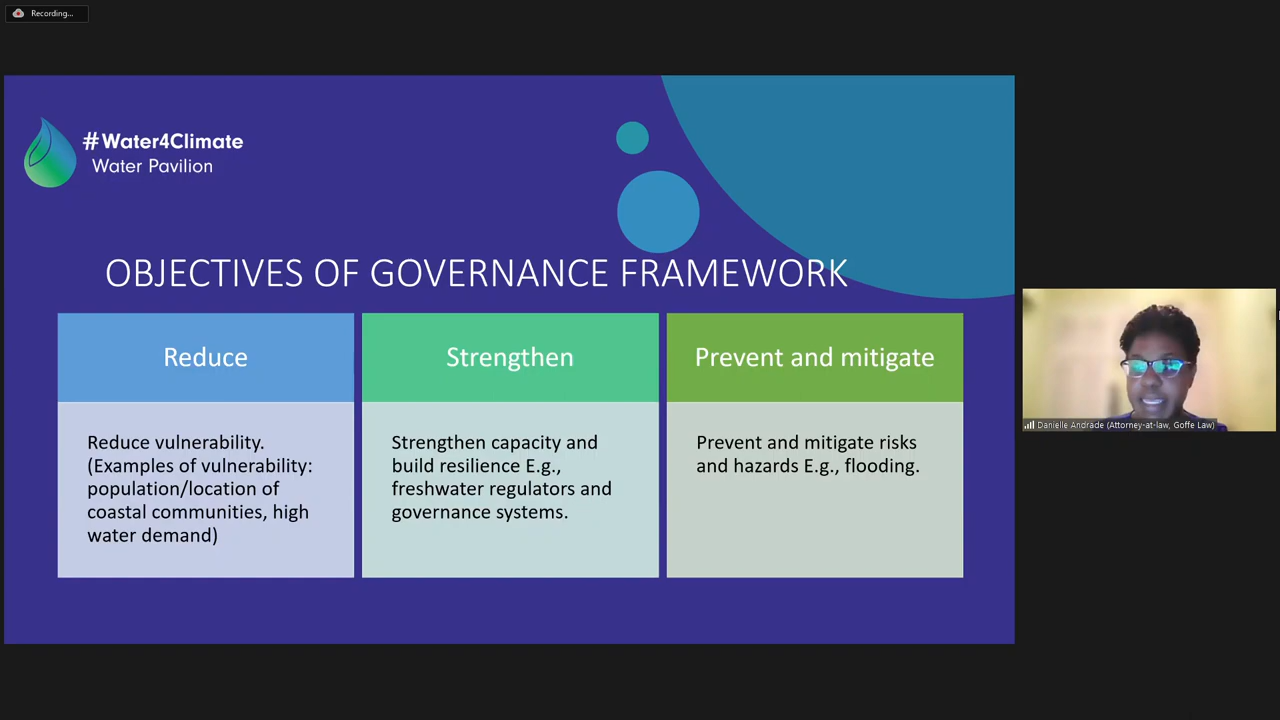 Recording...
#Water4Climate
Water Pavilion
OBJECTIVES OF GOVERNANCE FRAMEWORK
Reduce
Reduce vulnerability.
(Examples of vulnerability:
population/location of
coastal communities, high
water demand)
Strengthen
Strengthen capacity and
build resilience E.g.,
freshwater regulators and
governance systems.
Prevent and mitigate
Prevent and mitigate risks
and hazards E.g., flooding.
Danielle Andrade (Attorney-at-law, Goffe Law)